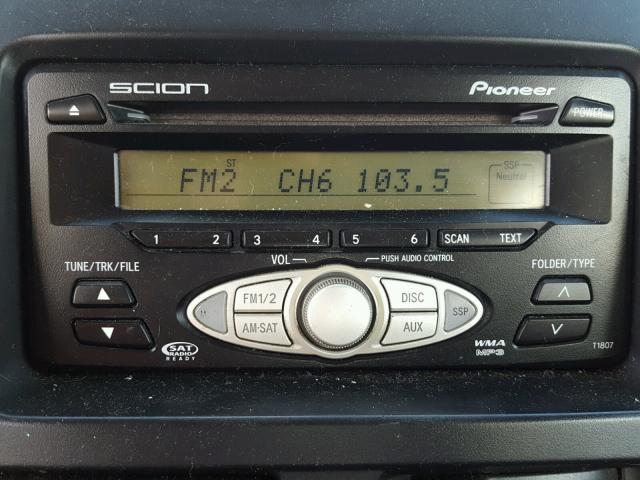 SCION Pioneer
⏏ POWER
ST SSP
FM2 CH6 103.5 Neutral
1 2 3 4 5 6 SCAN TEXT
TUNE/TRK/FILE VOL PUSH AUDIO CONTROL FOLDER/TYPE
FM1/2 DISC
SSP
AM·SAT AUX
SAT
RADIO
READY
WMA
MP3 T1807